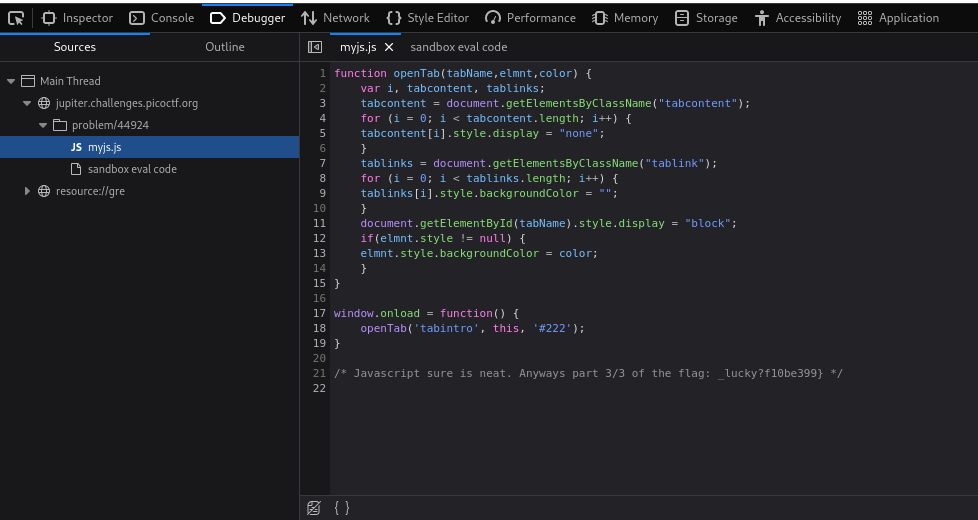 Inspector Console Debugger Network Style Editor Performance Memory Storage Accessibility Application
Sources Outline
myjs.js sandbox eval code
Main Thread
jupiter.challenges.picoctf.org
problem/44924
JS myjs.js
sandbox eval code
resource://gre
1 function openTab(tabName,elmnt,color) {
2 var i, tabcontent, tablinks;
3 tabcontent = document.getElementsByClassName("tabcontent");
4 for (i = 0; i < tabcontent.length; i++) {
5 tabcontent[i].style.display = "none";
6 }
7 tablinks = document.getElementsByClassName("tablink");
8 for (i = 0; i < tablinks.length; i++) {
9 tablinks[i].style.backgroundColor = "";
10 }
11 document.getElementById(tabName).style.display = "block";
12 if(elmnt.style != null) {
13 elmnt.style.backgroundColor = color;
14 }
15 }
16
17 window.onload = function() {
18 openTab('tabintro', this, '#222');
19 }
20
21 /* Javascript sure is neat. Anyways part 3/3 of the flag: _lucky?f10be399} */
22
{ }